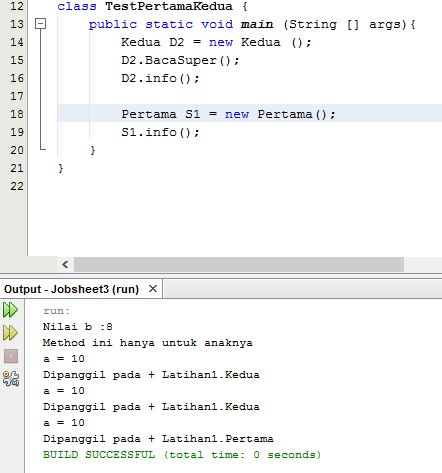 12 class TestPertamaKedua {
13 public static void main (String [] args){
14 Kedua D2 = new Kedua ();
15 D2.BacaSuper();
16 D2.info();
17
18 Pertama S1 = new Pertama();
19 S1.info();
20 }
21 }
22
Output - Jobsheet3 (run) ×
run:
Nilai b :8
Method ini hanya untuk anaknya
a = 10
Dipanggil pada + Latihan1.Kedua
a = 10
Dipanggil pada + Latihan1.Kedua
a = 10
Dipanggil pada + Latihan1.Pertama
BUILD SUCCESSFUL (total time: 0 seconds)